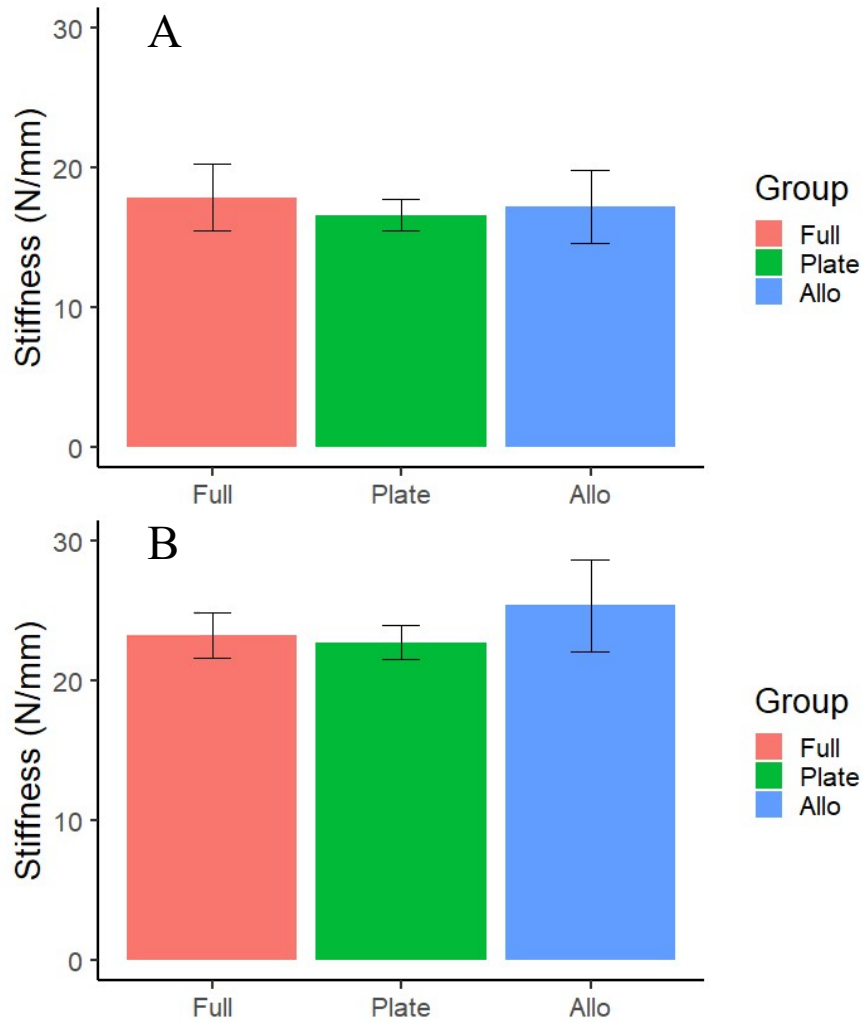 A
30
20
10
0
Stiffness (N/mm)
Full
Plate
Allo
Group
Full
Plate
Allo
B
30
20
10
0
Stiffness (N/mm)
Full
Plate
Allo
Group
Full
Plate
Allo